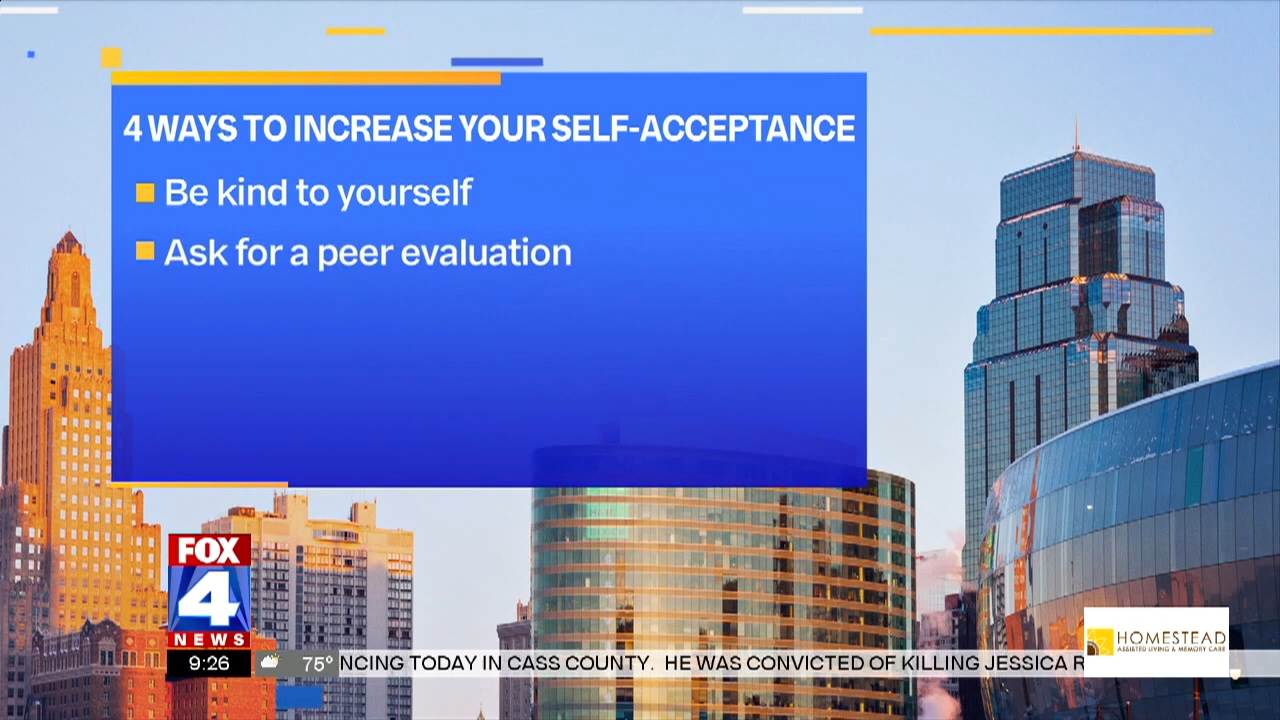 4 WAYS TO INCREASE YOUR SELF-ACCEPTANCE
Be kind to yourself
Ask for a peer evaluation
FOX
4
NEWS
9:26
75°
NCING TODAY IN CASS COUNTY. HE WAS CONVICTED OF KILLING JESSICA R
HOMESTEAD
ASSISTED LIVING & MEMORY CARE